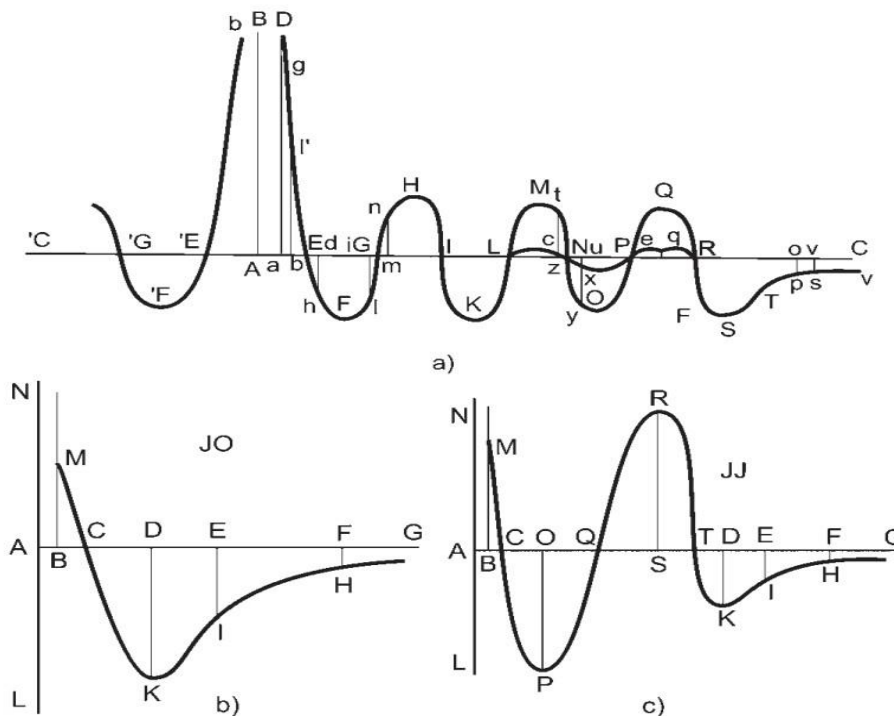 b B D
g
l'
H M t Q
n
'C 'G 'E Ed iG I L c Nu P e q R o v C
A a b m z x p s v
'F h F l K y O F S T
a)
N
M JO
A B C D E F G
I H
K
L b)
N R
M JJ
A B C O Q S T D E F G
I H
K
L P c)